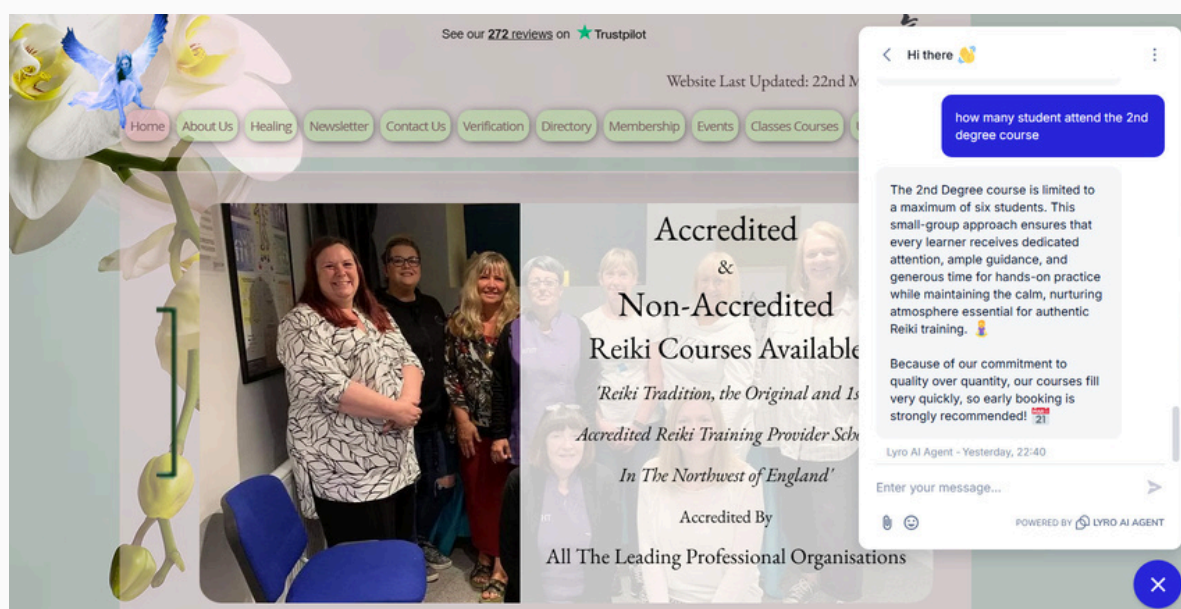 See our 272 reviews on Trustpilot
Website Last Updated: 22nd M
Home About Us Healing Newsletter Contact Us Verification Directory Membership Events Classes Courses
Accredited
&
Non-Accredited
Reiki Courses Available
'Reiki Tradition, the Original and 1s
Accredited Reiki Training Provider Scho
In The Northwest of England'
Accredited By
All The Leading Professional Organisations
Hi there
how many student attend the 2nd
degree course
The 2nd Degree course is limited to
a maximum of six students. This
small-group approach ensures that
every learner receives dedicated
attention, ample guidance, and
generous time for hands-on practice
while maintaining the calm, nurturing
atmosphere essential for authentic
Reiki training.
Because of our commitment to
quality over quantity, our courses fill
very quickly, so early booking is
strongly recommended!
Lyro AI Agent - Yesterday, 22:40
Enter your message...
POWERED BY LYRO AI AGENT